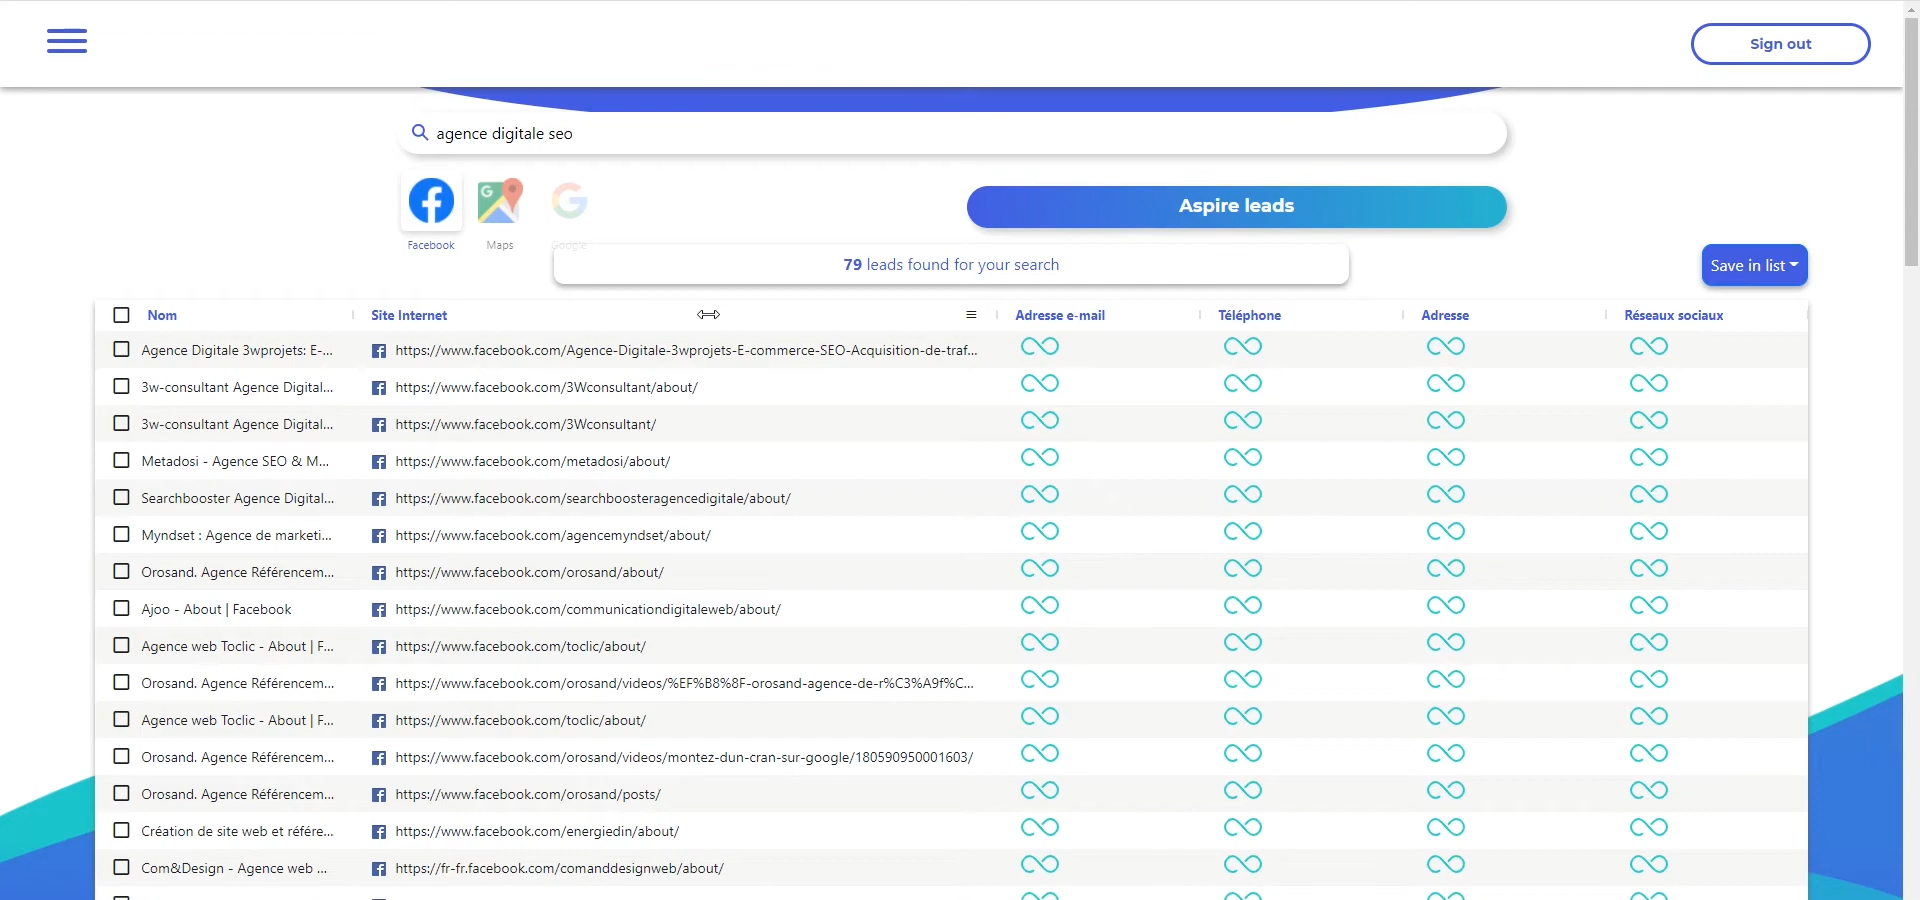 Sign out
agence digitale seo
Facebook
Maps
Google
Aspire leads
79 leads found for your search
Save in list
Nom Site Internet Adresse e-mail Téléphone Adresse Réseaux sociaux
Agence Digitale 3wprojets: E-... https://www.facebook.com/Agence-Digitale-3wprojets-E-commerce-SEO-Acquisition-de-traf...
3w-consultant Agence Digital... https://www.facebook.com/3Wconsultant/about/
3w-consultant Agence Digital... https://www.facebook.com/3Wconsultant/
Metadosi - Agence SEO & M... https://www.facebook.com/metadosi/about/
Searchbooster Agence Digital... https://www.facebook.com/searchboosteragencedigitale/about/
Myndset : Agence de marketi... https://www.facebook.com/agencemyndset/about/
Orosand. Agence Référencem... https://www.facebook.com/orosand/about/
Ajoo - About | Facebook https://www.facebook.com/communicationdigitaleweb/about/
Agence web Toclic - About | F... https://www.facebook.com/toclic/about/
Orosand. Agence Référencem... https://www.facebook.com/orosand/videos/%EF%B8%8F-orosand-agence-de-r%C3%A9f%C...
Agence web Toclic - About | F... https://www.facebook.com/toclic/about/
Orosand. Agence Référencem... https://www.facebook.com/orosand/videos/montez-dun-cran-sur-google/180590950001603/
Orosand. Agence Référencem... https://www.facebook.com/orosand/posts/
Création de site web et référe... https://www.facebook.com/energiedin/about/
Com&Design - Agence web ... https://fr-fr.facebook.com/comanddesignweb/about/